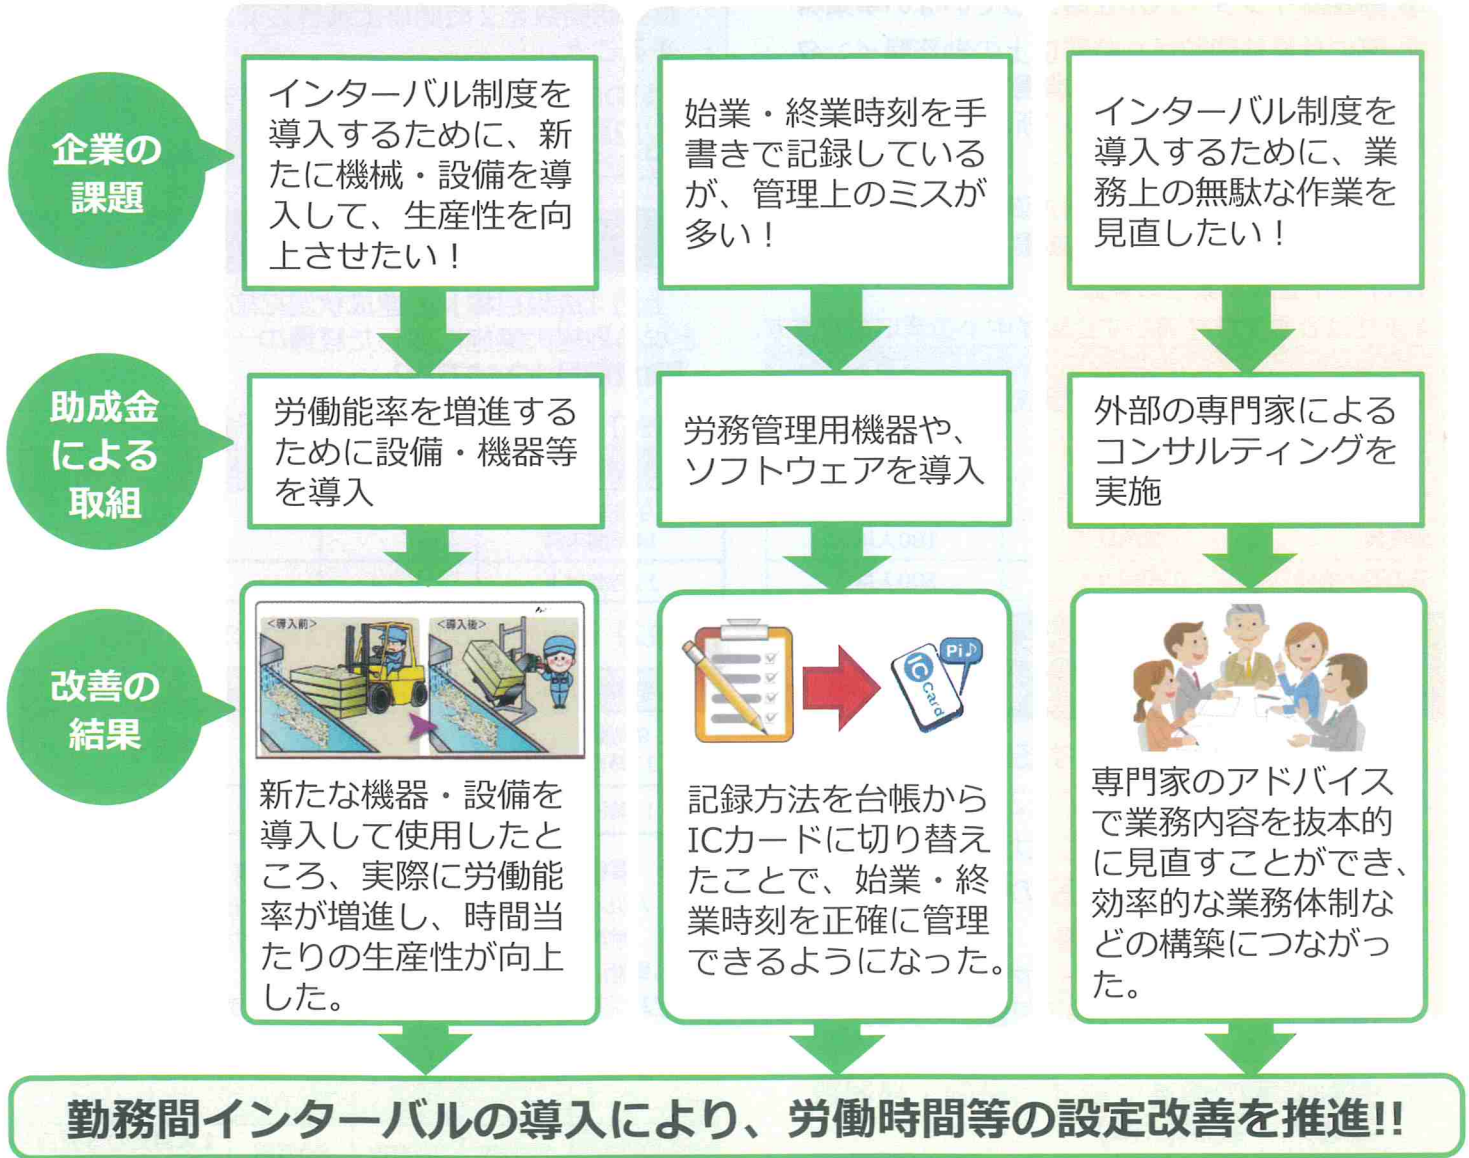 企業の
課題
インターバル制度を
導入するために、新
たに機械・設備を導
入して、生産性を向
上させたい！
始業・終業時刻を手
書きで記録している
が、管理上のミスが
多い！
インターバル制度を
導入するために、業
務上の無駄な作業を
見直したい！
助成金
による
取組
労働能率を増進する
ために設備・機器等
を導入
労務管理用機器や、
ソフトウェアを導入
外部の専門家による
コンサルティングを
実施
改善の
結果
<導入前>
<導入後>
新たな機器・設備を
導入して使用したと
ころ、実際に労働能
率が増進し、時間当
たりの生産性が向上
した。
IC
Card
Pi♪
記録方法を台帳から
ICカードに切り替え
たことで、始業・終
業時刻を正確に管理
できるようになった。
専門家のアドバイス
で業務内容を抜本的
に見直すことができ、
効率的な業務体制な
どの構築につながっ
た。
勤務間インターバルの導入により、労働時間等の設定改善を推進!!